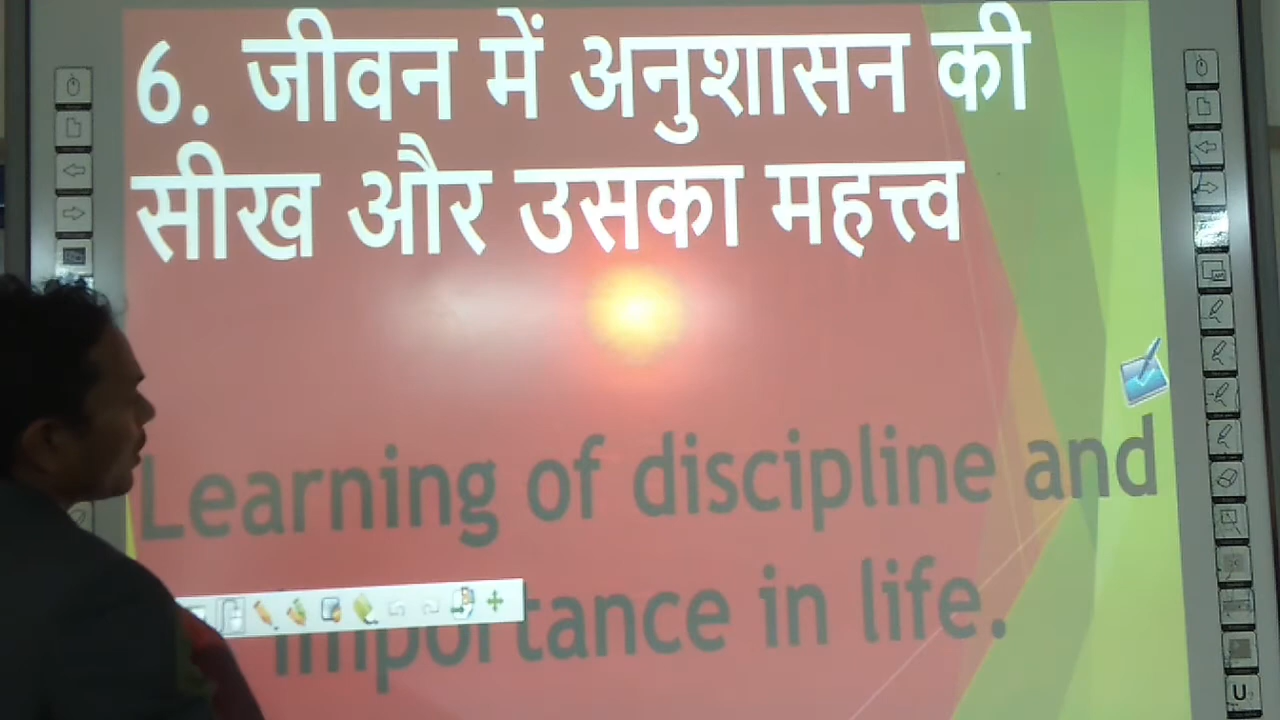 6. जीवन में अनुशासन की
सीख और उसका महत्त्व
Learning of discipline and
importance in life.
U